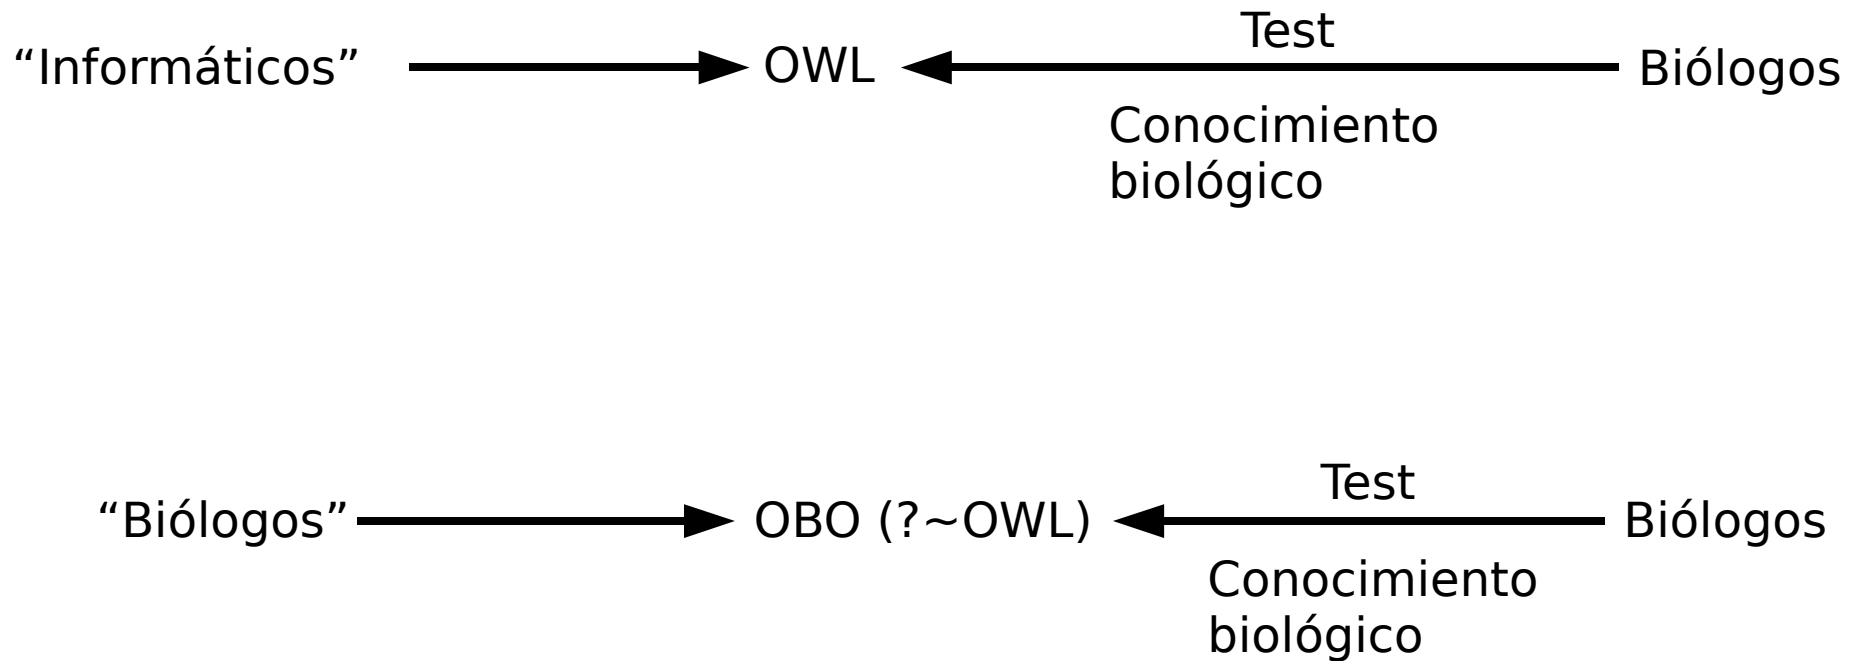 Test
“Informáticos” OWL Biólogos
Conocimiento
biológico
Test
“Biólogos” OBO (?~OWL) Biólogos
Conocimiento
biológico